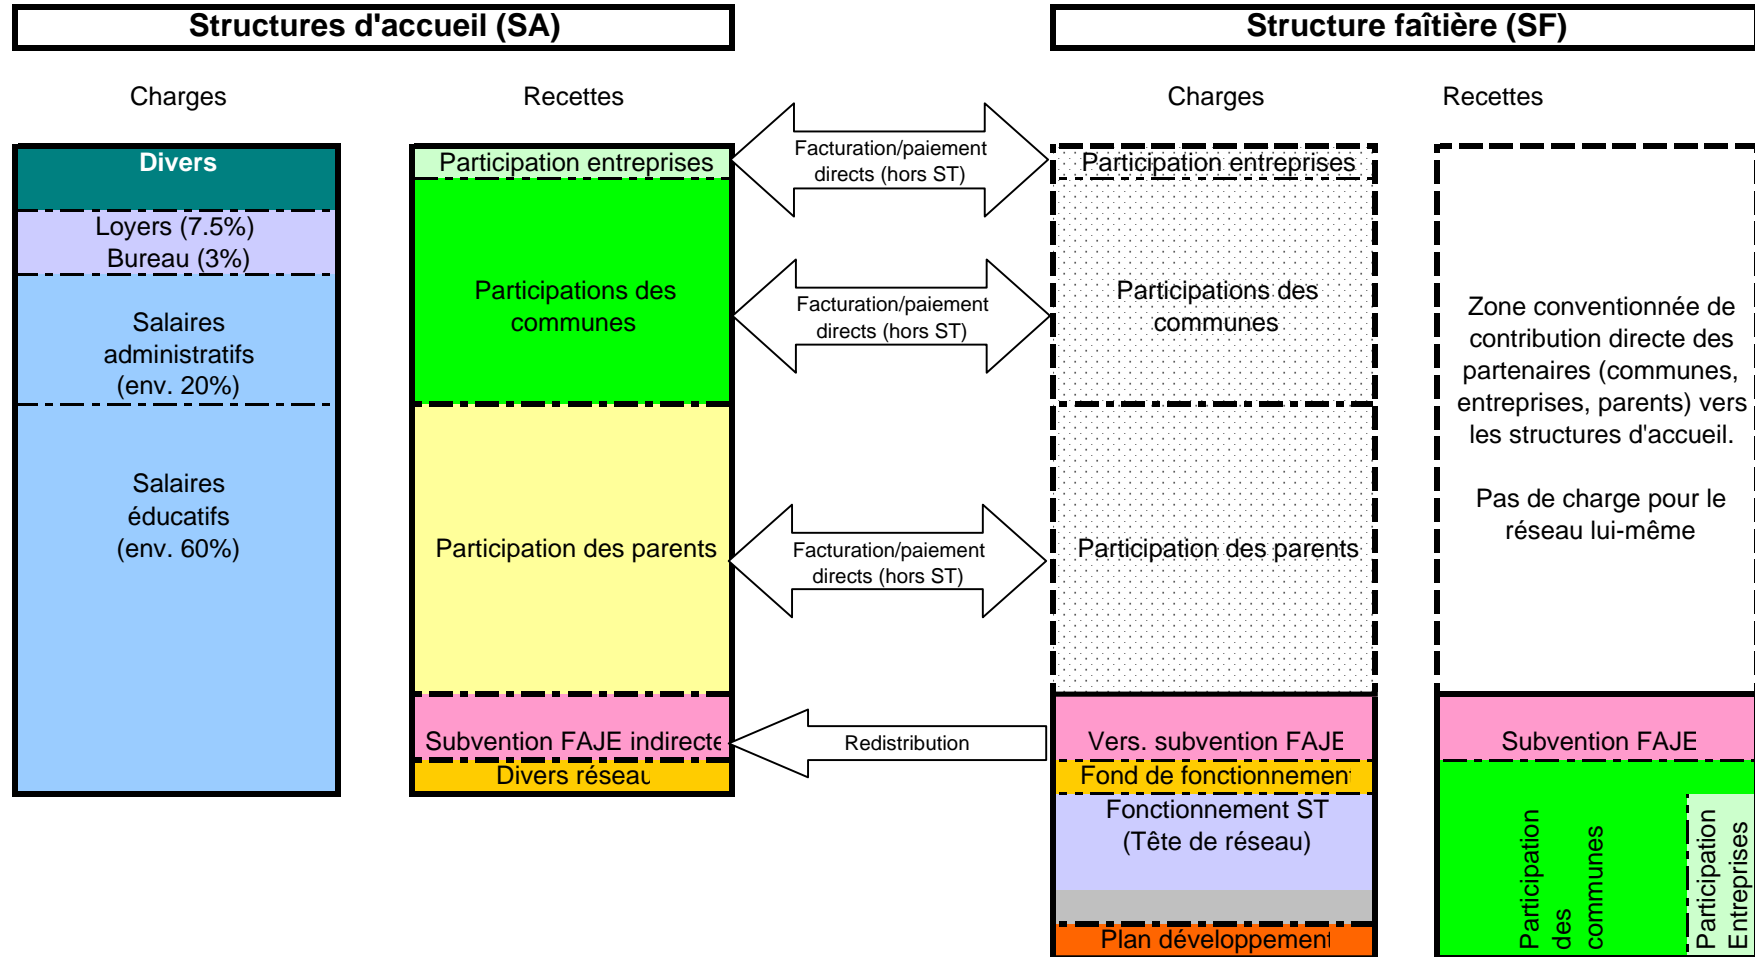 Structures d'accueil (SA)
Structure faîtière (SF)
Charges
Recettes
Charges
Recettes
Divers
Loyers (7.5%)
Bureau (3%)
Salaires
administratifs
(env. 20%)
Salaires
éducatifs
(env. 60%)
Participation entreprises
Participations des
communes
Participation des parents
Subvention FAJE indirecte
Divers réseau
Facturation/paiement
directs (hors ST)
Facturation/paiement
directs (hors ST)
Facturation/paiement
directs (hors ST)
Redistribution
Participation entreprises
Participations des
communes
Participation des parents
Vers. subvention FAJE
Fond de fonctionnement
Fonctionnement ST
(Tête de réseau)
Plan développement
Zone conventionnée de
contribution directe des
partenaires (communes,
entreprises, parents) vers
les structures d'accueil.
Pas de charge pour le
réseau lui-même
Subvention FAJE
Participation
des
communes
Participation
Entreprises